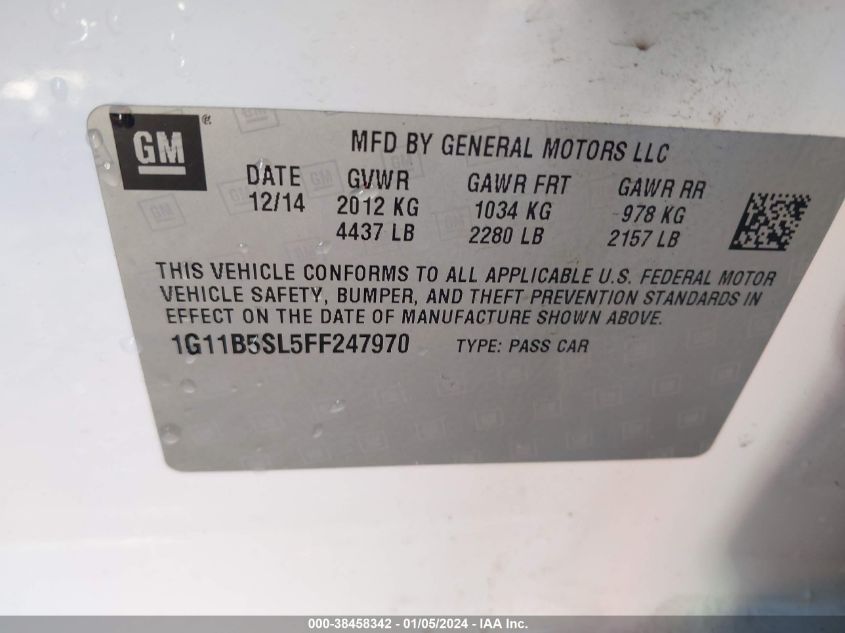 GM® MFD BY GENERAL MOTORS LLC
DATE GVWR GAWR FRT GAWR RR
12/14 2012 KG 1034 KG 978 KG
4437 LB 2280 LB 2157 LB
THIS VEHICLE CONFORMS TO ALL APPLICABLE U.S. FEDERAL MOTOR
VEHICLE SAFETY, BUMPER, AND THEFT PREVENTION STANDARDS IN
EFFECT ON THE DATE OF MANUFACTURE SHOWN ABOVE.
1G11B5SL5FF247970 TYPE: PASS CAR
000-38458342 - 01/05/2024 - IAA Inc.